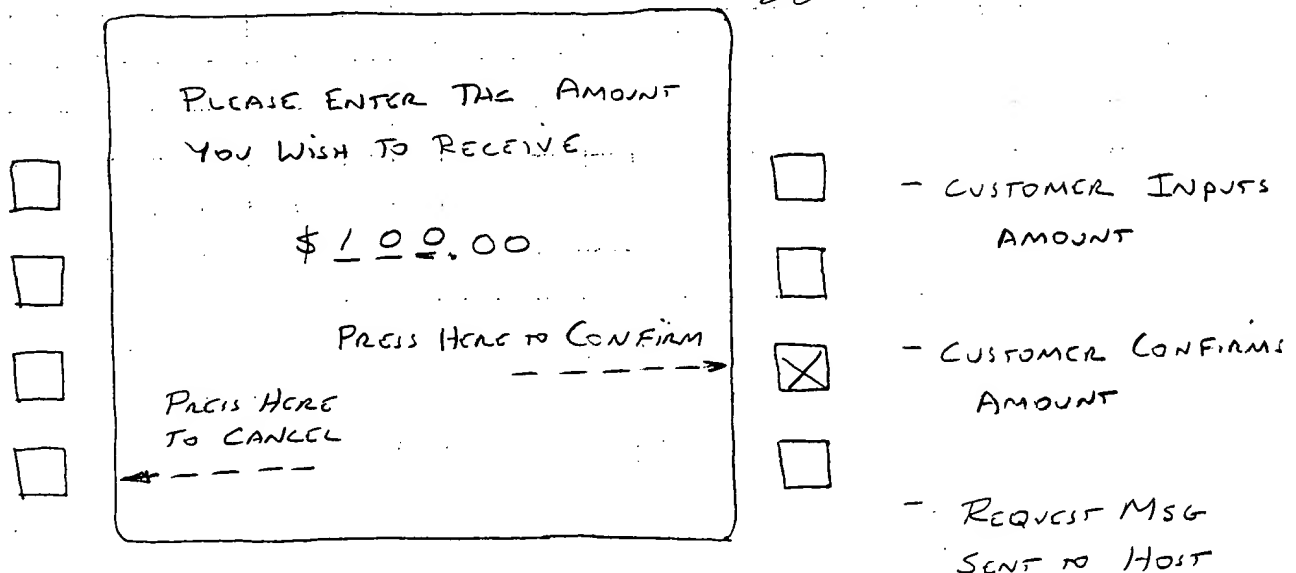 PLEASE ENTER THE AMOUNT
YOU WISH TO RECEIVE
$ 100.00
PRESS HERE TO CONFIRM
PRESS HERE
TO CANCEL
- CUSTOMER INPUTS
AMOUNT
- CUSTOMER CONFIRMS
AMOUNT
- REQUEST MSG
SENT TO HOST